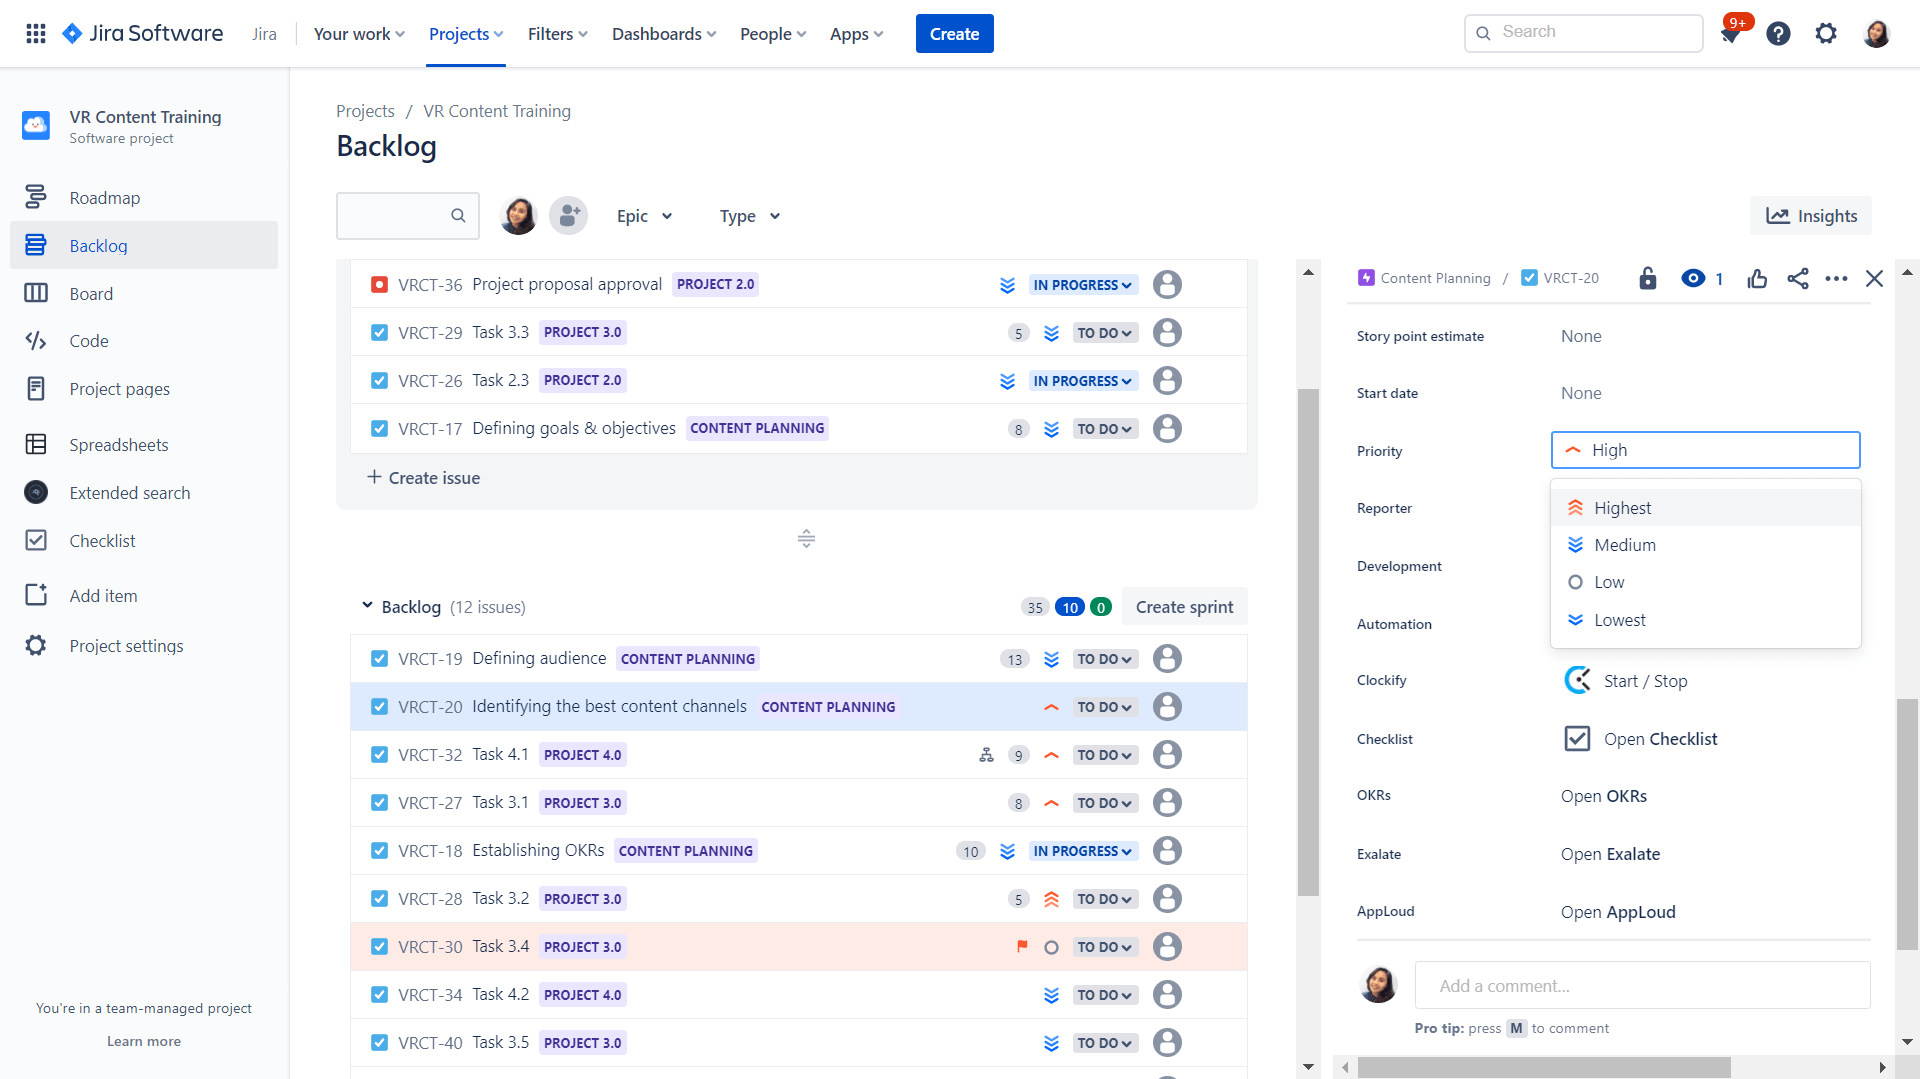 Jira Software Jira Your work Projects Filters Dashboards People Apps Create Search 9+
VR Content Training
Software project
Roadmap
Backlog
Board
Code
Project pages
Spreadsheets
Extended search
Checklist
Add item
Project settings
You're in a team-managed project
Learn more
Projects / VR Content Training
Backlog
Epic Type Insights
VRCT-36 Project proposal approval PROJECT 2.0 IN PROGRESS
VRCT-29 Task 3.3 PROJECT 3.0 5 TO DO
VRCT-26 Task 2.3 PROJECT 2.0 IN PROGRESS
VRCT-17 Defining goals & objectives CONTENT PLANNING 8 TO DO
Create issue
Backlog (12 issues) 35 10 0 Create sprint
VRCT-19 Defining audience CONTENT PLANNING 13 TO DO
VRCT-20 Identifying the best content channels CONTENT PLANNING TO DO
VRCT-32 Task 4.1 PROJECT 4.0 9 TO DO
VRCT-27 Task 3.1 PROJECT 3.0 8 TO DO
VRCT-18 Establishing OKRs CONTENT PLANNING 10 IN PROGRESS
VRCT-28 Task 3.2 PROJECT 3.0 5 TO DO
VRCT-30 Task 3.4 PROJECT 3.0 TO DO
VRCT-34 Task 4.2 PROJECT 4.0 TO DO
VRCT-40 Task 3.5 PROJECT 3.0 TO DO
Content Planning / VRCT-20 1
Story point estimate None
Start date None
Priority High
Highest
Medium
Low
Lowest
Reporter
Development
Automation
Clockify Start / Stop
Checklist Open Checklist
OKRs Open OKRs
Exalate Open Exalate
AppLoud Open AppLoud
Add a comment...
Pro tip: press M to comment